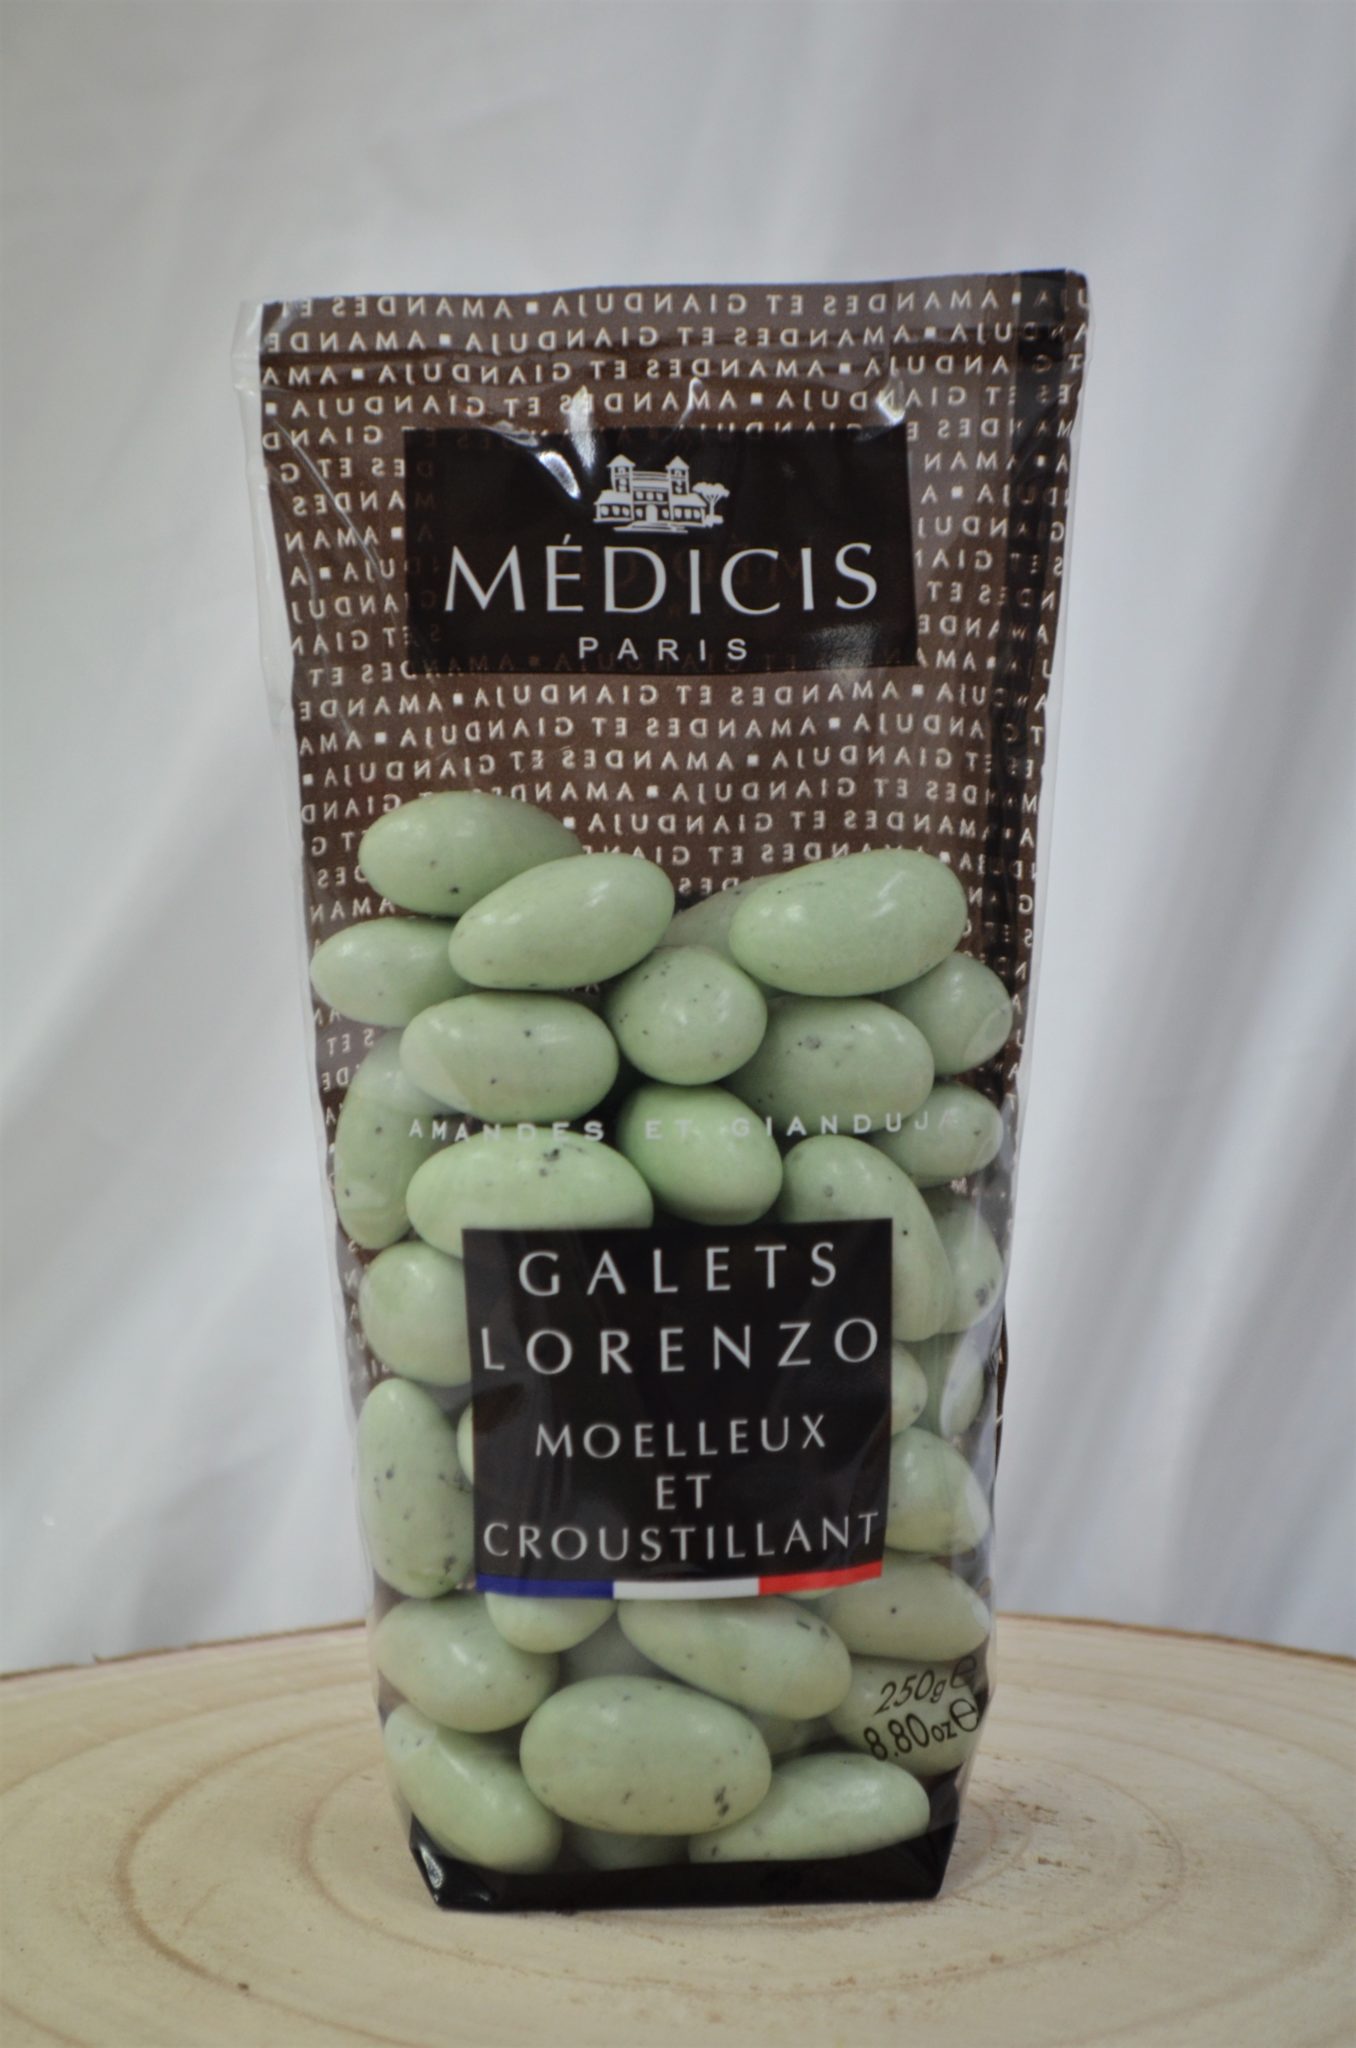 MÉDICIS
PARIS
AMANDES ET GIANDUJA
GALETS
LORENZO
MOELLEUX
ET
CROUSTILLANT
250g ℮
8.80oz ℮